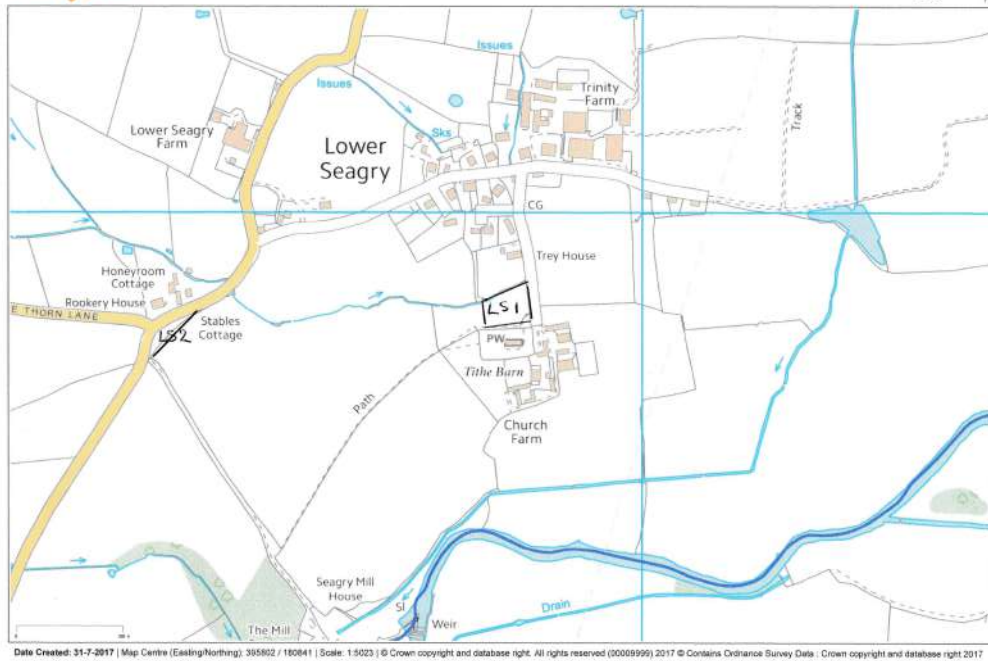 Issues
Issues
Trinity
Farm
Track
Lower Seagry
Farm
Lower
Seagry
Sks
CG
Trey House
Honeyroom
Cottage
Rookery House
E THORN LANE
Stables
Cottage
LS2
LS1
PW
Tithe Barn
Path
Church
Farm
Seagry Mill
House
Sl
Weir
Drain
The Mill
Date Created: 31-7-2017 | Map Centre (Easting/Northing): 395802 / 180841 | Scale: 1:5023 | © Crown copyright and database right. All rights reserved (00009999) 2017 © Contains Ordnance Survey Data : Crown copyright and database right 2017